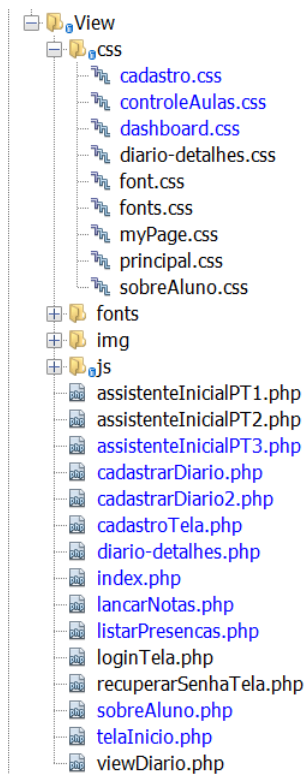 View
css
cadastro.css
controleAulas.css
dashboard.css
diario-detalhes.css
font.css
fonts.css
myPage.css
principal.css
sobreAluno.css
fonts
img
js
assistenteInicialPT1.php
assistenteInicialPT2.php
assistenteInicialPT3.php
cadastrarDiario.php
cadastrarDiario2.php
cadastroTela.php
diario-detalhes.php
index.php
lancarNotas.php
listarPresencas.php
loginTela.php
recuperarSenhaTela.php
sobreAluno.php
telaInicio.php
viewDiario.php